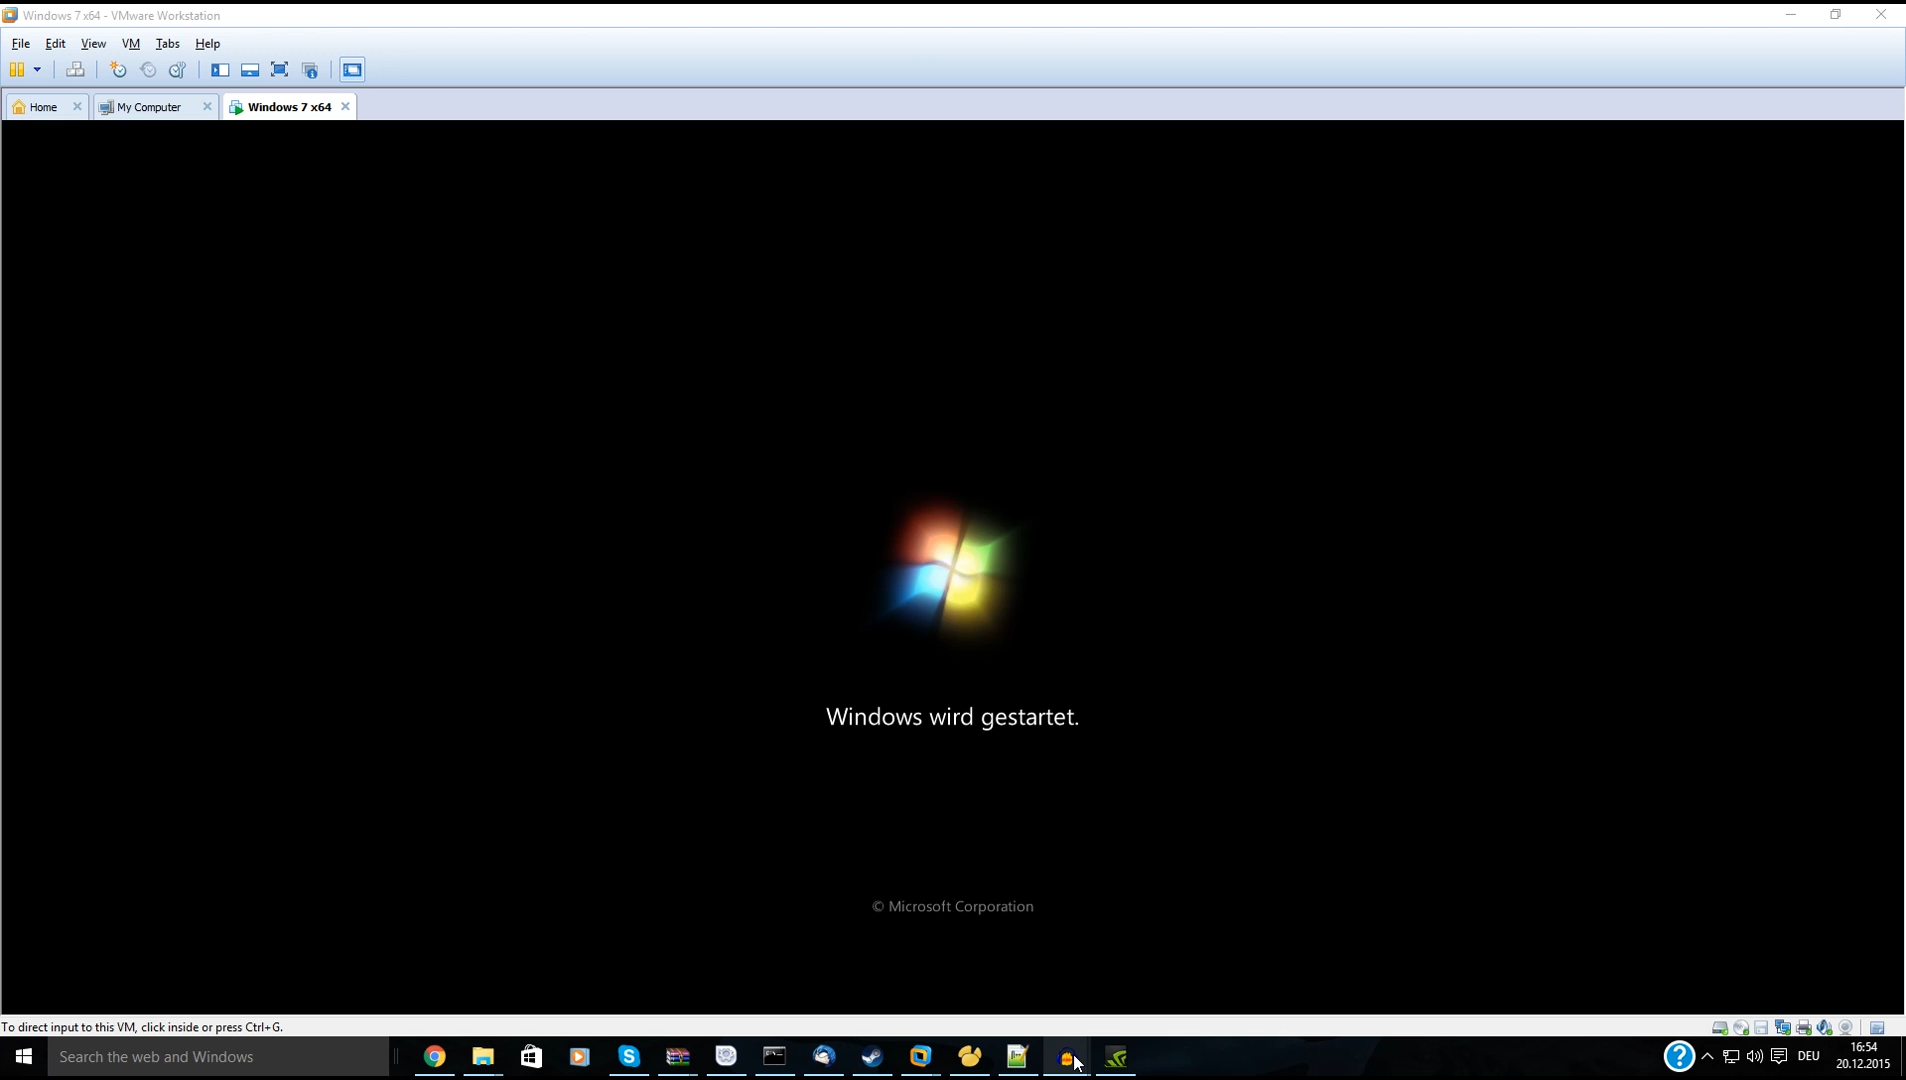 Windows 7 x64 - VMware Workstation
File Edit View VM Tabs Help
Home My Computer Windows 7 x64
Windows wird gestartet.
© Microsoft Corporation
To direct input to this VM, click inside or press Ctrl+G.
Search the web and Windows
DEU
16:54
20.12.2015